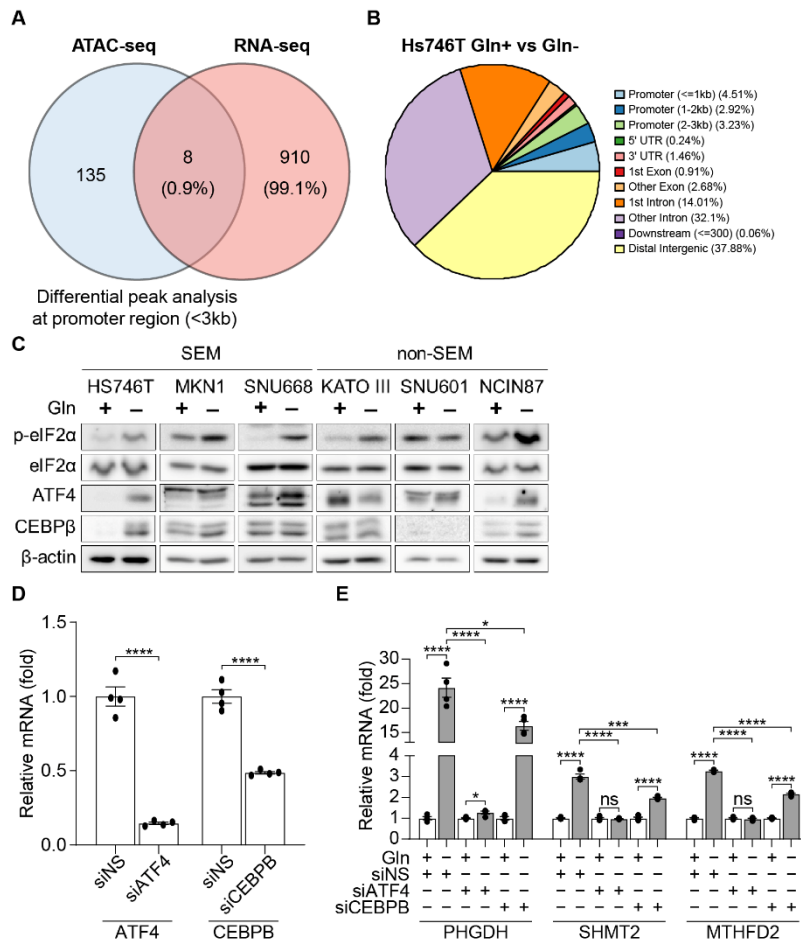 A
ATAC-seq
RNA-seq
135
8
(0.9%)
910
(99.1%)
Differential peak analysis
at promoter region (<3kb)
B
Hs746T Gln+ vs Gln-
Promoter (<=1kb) (4.51%)
Promoter (1-2kb) (2.92%)
Promoter (2-3kb) (3.23%)
5' UTR (0.24%)
3' UTR (1.46%)
1st Exon (0.91%)
Other Exon (2.68%)
1st Intron (14.01%)
Other Intron (32.1%)
Downstream (<=300) (0.06%)
Distal Intergenic (37.88%)
C
SEM non-SEM
HS746T MKN1 SNU668 KATO III SNU601 NCIN87
Gln + − + − + − + − + − + −
p-eIF2α
eIF2α
ATF4
CEBPβ
β-actin
D
Relative mRNA (fold)
1.5
1.0
0.5
0.0
**** ****
siNS siATF4 siNS siCEBPB
ATF4 CEBPB
E
Relative mRNA (fold)
30
25
20
15
4
3
2
1
0
*
**** **** ****
* 
***
****
**** ns ****
****
****
**** ns ****
Gln + − + − + − + − + − + − + − + − + −
siNS + + − − − − + + − − − − + + − − − −
siATF4 − − + + − − − − + + − − − − + + − −
siCEBPB − − − − + + − − − − + + − − − − + +
PHGDH SHMT2 MTHFD2